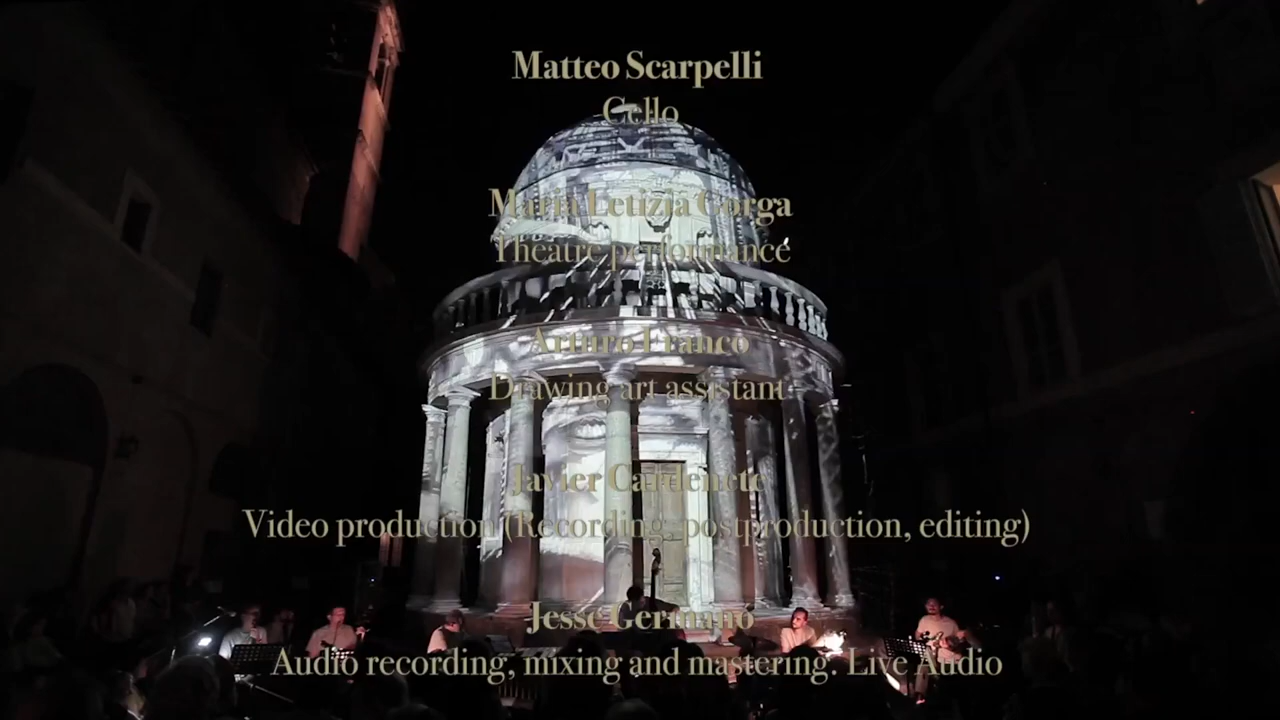 Matteo Scarpelli
Cello
Maria Letizia Gorga
Theatre performance
Arturo Franco
Drawing art assistant
Javier Cardenete
Video production (Recording, postproduction, editing)
Jesse Germanó
Audio recording, mixing and mastering. Live Audio